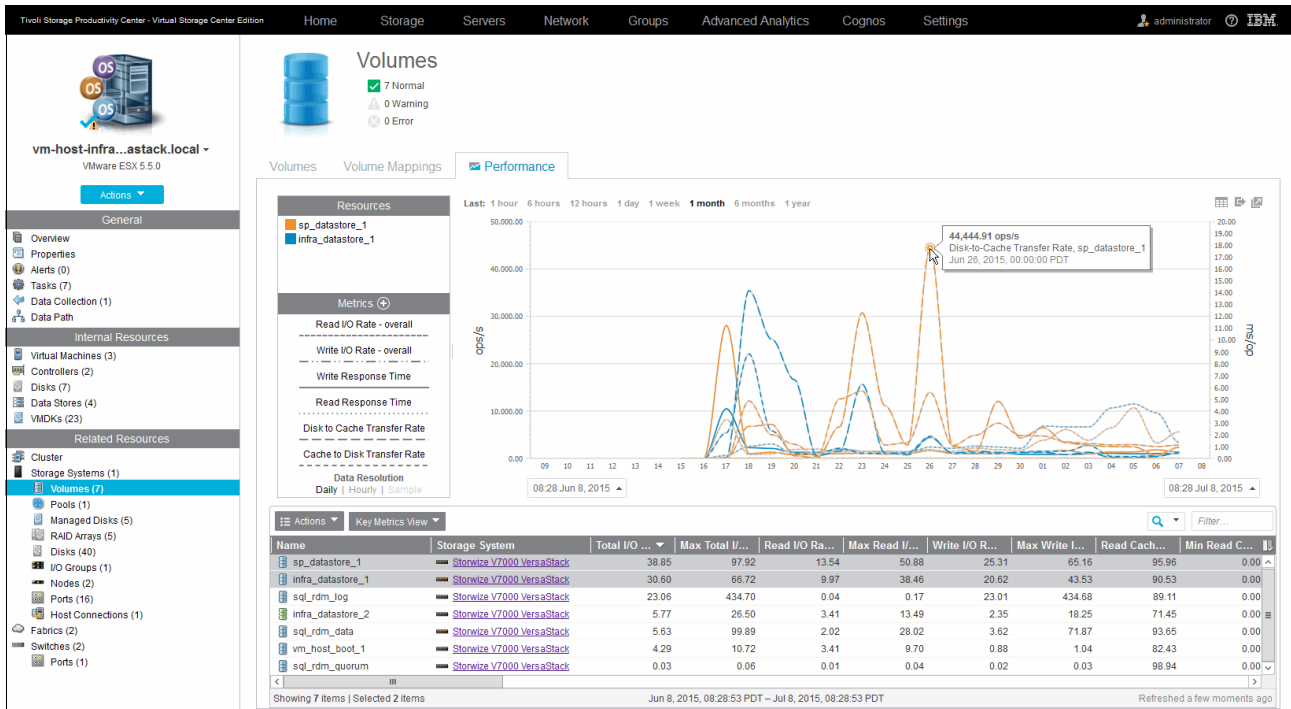 Tivoli Storage Productivity Center - Virtual Storage Center Edition
Home Storage Servers Network Groups Advanced Analytics Cognos Settings
administrator ? IBM.
vm-host-infra...astack.local
VMware ESX 5.5.0
Actions
General
Overview
Properties
Alerts (0)
Tasks (7)
Data Collection (1)
Data Path
Internal Resources
Virtual Machines (3)
Controllers (2)
Disks (7)
Data Stores (4)
VMDKs (23)
Related Resources
Cluster
Storage Systems (1)
Volumes (7)
Pools (1)
Managed Disks (5)
RAID Arrays (5)
Disks (40)
I/O Groups (1)
Nodes (2)
Ports (16)
Host Connections (1)
Fabrics (2)
Switches (2)
Ports (1)
OS
OS
OS
Volumes
7 Normal
0 Warning
0 Error
Volumes Volume Mappings Performance
Resources
sp_datastore_1
infra_datastore_1
Metrics
Read I/O Rate - overall
Write I/O Rate - overall
Write Response Time
Read Response Time
Disk to Cache Transfer Rate
Cache to Disk Transfer Rate
Data Resolution
Daily | Hourly | Sample
Last: 1 hour 6 hours 12 hours 1 day 1 week 1 month 6 months 1 year
50,000.00
40,000.00
30,000.00
20,000.00
10,000.00
0.00
ops/s
44,444.91 ops/s
Disk-to-Cache Transfer Rate, sp_datastore_1
Jun 26, 2015, 00:00:00 PDT
20.00
19.00
18.00
17.00
16.00
15.00
14.00
13.00
12.00
11.00
10.00
9.00
8.00
7.00
6.00
5.00
4.00
3.00
2.00
1.00
0.00
ms/op
09 10 11 12 13 14 15 16 17 18 19 20 21 22 23 24 25 26 27 28 29 30 01 02 03 04 05 06 07 08
08:28 Jun 8, 2015
08:28 Jul 8, 2015
Actions Key Metrics View Filter...
Name Storage System Total I/O ... Max Total I/... Read I/O Ra... Max Read I/... Write I/O R... Max Write I... Read Cach... Min Read C...
sp_datastore_1 Storwize V7000 VersaStack 38.85 97.92 13.54 50.88 25.31 65.16 95.96 0.00
infra_datastore_1 Storwize V7000 VersaStack 30.60 66.72 9.97 38.46 20.62 43.53 90.53 0.00
sql_rdm_log Storwize V7000 VersaStack 23.06 434.70 0.04 0.17 23.01 434.68 89.11 0.00
infra_datastore_2 Storwize V7000 VersaStack 5.77 26.50 3.41 13.49 2.35 18.25 71.45 0.00
sql_rdm_data Storwize V7000 VersaStack 5.63 99.89 2.02 28.02 3.62 71.87 93.65 0.00
vm_host_boot_1 Storwize V7000 VersaStack 4.29 10.72 3.41 9.70 0.88 1.04 82.43 0.00
sql_rdm_quorum Storwize V7000 VersaStack 0.03 0.06 0.01 0.04 0.02 0.03 98.94 0.00
Showing 7 items | Selected 2 items Jun 8, 2015, 08:28:53 PDT – Jul 8, 2015, 08:28:53 PDT Refreshed a few moments ago